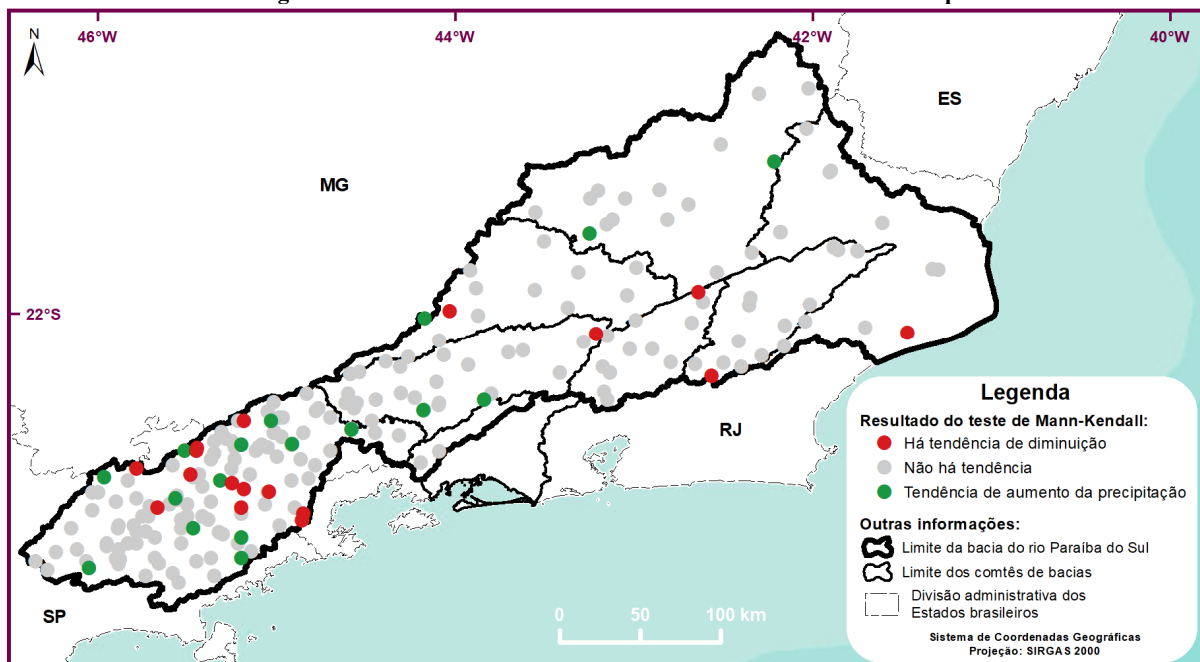 46°W 44°W 42°W 40°W
N
ES
MG
22°S
RJ
SP
0 50 100 km
Legenda
Resultado do teste de Mann-Kendall:
Há tendência de diminuição
Não há tendência
Tendência de aumento da precipitação
Outras informações:
Limite da bacia do rio Paraíba do Sul
Limite dos comtês de bacias
Divisão administrativa dos
Estados brasileiros
Sistema de Coordenadas Geográficas
Projeção: SIRGAS 2000